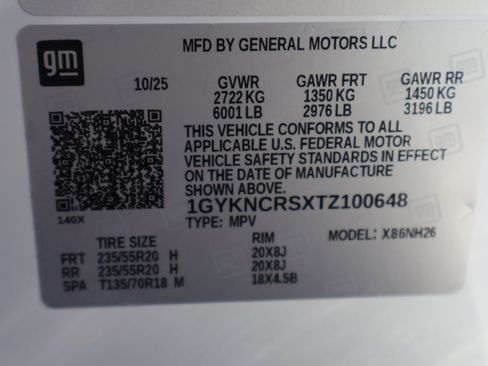 gm
MFD BY GENERAL MOTORS LLC
10/25 GVWR GAWR FRT GAWR RR
2722 KG 1350 KG 1450 KG
6001 LB 2976 LB 3196 LB
THIS VEHICLE CONFORMS TO ALL
APPLICABLE U.S. FEDERAL MOTOR
VEHICLE SAFETY STANDARDS IN EFFECT
ON THE DATE OF MANUFACTURE
SHOWN ABOVE.
1GYKNCRSXTZ100648
140X TYPE: MPV
MODEL: X86NH26
TIRE SIZE RIM
FRT 235/55R20 H 20X8J
RR 235/55R20 H 20X8J
SPA T135/70R18 M 18X4.5B